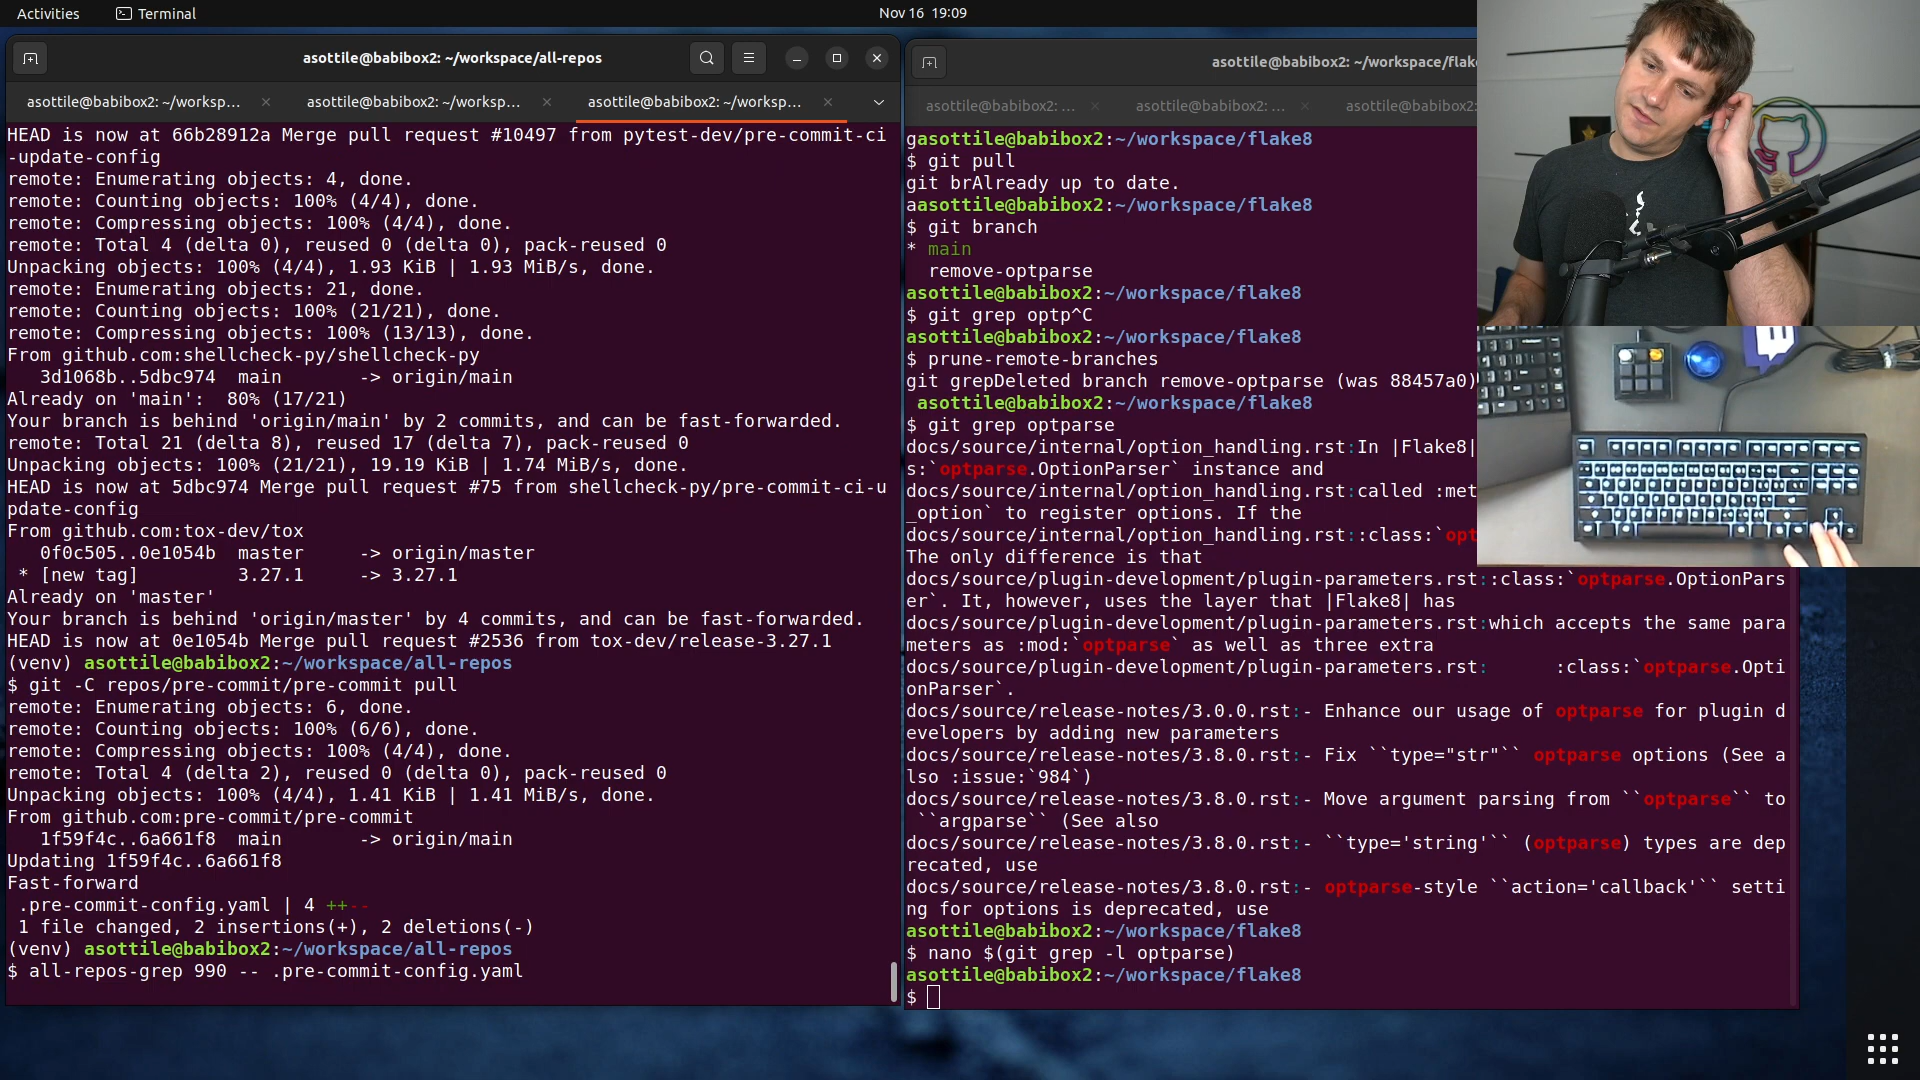 Activities
Terminal
Nov 16 19:09
asottile@babibox2: ~/workspace/all-repos
asottile@babibox2: ~/worksp...
asottile@babibox2: ~/worksp...
asottile@babibox2: ~/worksp...
HEAD is now at 66b28912a Merge pull request #10497 from pytest-dev/pre-commit-ci
-update-config
remote: Enumerating objects: 4, done.
remote: Counting objects: 100% (4/4), done.
remote: Compressing objects: 100% (4/4), done.
remote: Total 4 (delta 0), reused 0 (delta 0), pack-reused 0
Unpacking objects: 100% (4/4), 1.93 KiB | 1.93 MiB/s, done.
remote: Enumerating objects: 21, done.
remote: Counting objects: 100% (21/21), done.
remote: Compressing objects: 100% (13/13), done.
From github.com:shellcheck-py/shellcheck-py
   3d1068b..5dbc974  main       -> origin/main
Already on 'main':  80% (17/21)
Your branch is behind 'origin/main' by 2 commits, and can be fast-forwarded.
remote: Total 21 (delta 8), reused 17 (delta 7), pack-reused 0
Unpacking objects: 100% (21/21), 19.19 KiB | 1.74 MiB/s, done.
HEAD is now at 5dbc974 Merge pull request #75 from shellcheck-py/pre-commit-ci-u
pdate-config
From github.com:tox-dev/tox
   0f0c505..0e1054b  master     -> origin/master
 * [new tag]         3.27.1     -> 3.27.1
Already on 'master'
Your branch is behind 'origin/master' by 4 commits, and can be fast-forwarded.
HEAD is now at 0e1054b Merge pull request #2536 from tox-dev/release-3.27.1
(venv) asottile@babibox2:~/workspace/all-repos
$ git -C repos/pre-commit/pre-commit pull
remote: Enumerating objects: 6, done.
remote: Counting objects: 100% (6/6), done.
remote: Compressing objects: 100% (4/4), done.
remote: Total 4 (delta 2), reused 0 (delta 0), pack-reused 0
Unpacking objects: 100% (4/4), 1.41 KiB | 1.41 MiB/s, done.
From github.com:pre-commit/pre-commit
   1f59f4c..6a661f8  main       -> origin/main
Updating 1f59f4c..6a661f8
Fast-forward
 .pre-commit-config.yaml | 4 ++--
 1 file changed, 2 insertions(+), 2 deletions(-)
(venv) asottile@babibox2:~/workspace/all-repos
$ all-repos-grep 990 -- .pre-commit-config.yaml
asottile@babibox2: ~/workspace/flake
asottile@babibox2: ...
asottile@babibox2: ...
asottile@babibox2:
gasottile@babibox2:~/workspace/flake8
$ git pull
git brAlready up to date.
aasottile@babibox2:~/workspace/flake8
$ git branch
* main
  remove-optparse
asottile@babibox2:~/workspace/flake8
$ git grep optp^C
asottile@babibox2:~/workspace/flake8
$ prune-remote-branches
git grepDeleted branch remove-optparse (was 88457a0)
 asottile@babibox2:~/workspace/flake8
$ git grep optparse
docs/source/internal/option_handling.rst:In |Flake8|
s:`optparse.OptionParser` instance and
docs/source/internal/option_handling.rst:called :met
_option` to register options. If the
docs/source/internal/option_handling.rst::class:`opt
The only difference is that
docs/source/plugin-development/plugin-parameters.rst::class:`optparse.OptionPars
er`. It, however, uses the layer that |Flake8| has
docs/source/plugin-development/plugin-parameters.rst:which accepts the same para
meters as :mod:`optparse` as well as three extra
docs/source/plugin-development/plugin-parameters.rst:      :class:`optparse.Opti
onParser`.
docs/source/release-notes/3.0.0.rst:- Enhance our usage of optparse for plugin d
evelopers by adding new parameters
docs/source/release-notes/3.8.0.rst:- Fix ``type="str"`` optparse options (See a
lso :issue:`984`)
docs/source/release-notes/3.8.0.rst:- Move argument parsing from ``optparse`` to
 ``argparse`` (See also
docs/source/release-notes/3.8.0.rst:- ``type='string'`` (optparse) types are dep
recated, use
docs/source/release-notes/3.8.0.rst:- optparse-style ``action='callback'`` setti
ng for options is deprecated, use
asottile@babibox2:~/workspace/flake8
$ nano $(git grep -l optparse)
asottile@babibox2:~/workspace/flake8
$